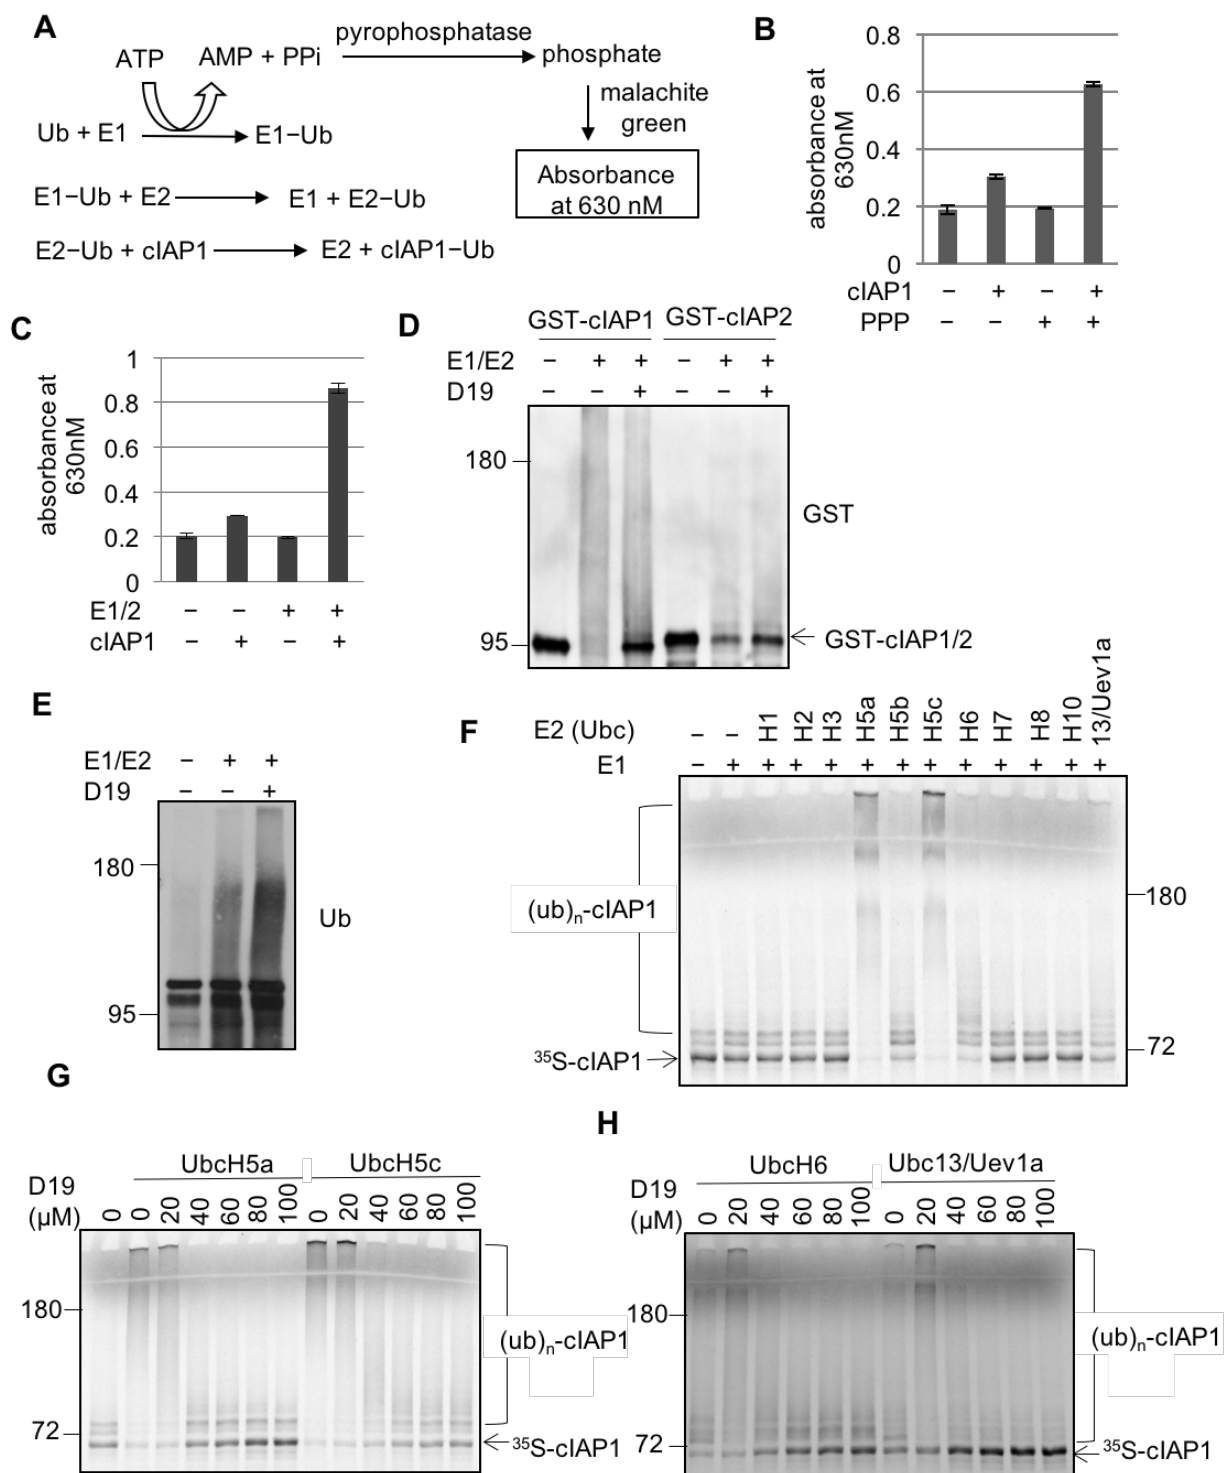 A
ATP
AMP + PPi
pyrophosphatase
phosphate
malachite
green
Ub + E1
E1−Ub
Absorbance
at 630 nM
E1−Ub + E2
E1 + E2−Ub
E2−Ub + cIAP1
E2 + cIAP1−Ub
B
absorbance at
630nM
0.8
0.6
0.4
0.2
0
cIAP1 − + − +
PPP − − + +
C
absorbance at
630nM
1
0.8
0.6
0.4
0.2
0
E1/2 − − + +
cIAP1 − + − +
D
GST-cIAP1 GST-cIAP2
E1/E2 − + + − + +
D19 − − + − − +
180
95
GST
GST-cIAP1/2
E
E1/E2 − + +
D19 − − +
180
95
Ub
F
E2 (Ubc) − − H1 H2 H3 H5a H5b H5c H6 H7 H8 H10 13/Uev1a
E1 − + + + + + + + + + + + +
(ub)n-cIAP1
35S-cIAP1
180
72
G
UbcH5a UbcH5c
D19
(µM) 0 0 20 40 60 80 100 0 20 40 60 80 100
180
72
(ub)n-cIAP1
35S-cIAP1
H
UbcH6 Ubc13/Uev1a
D19
(µM) 0 20 40 60 80 100 0 20 40 60 80 100
180
72
(ub)n-cIAP1
35S-cIAP1